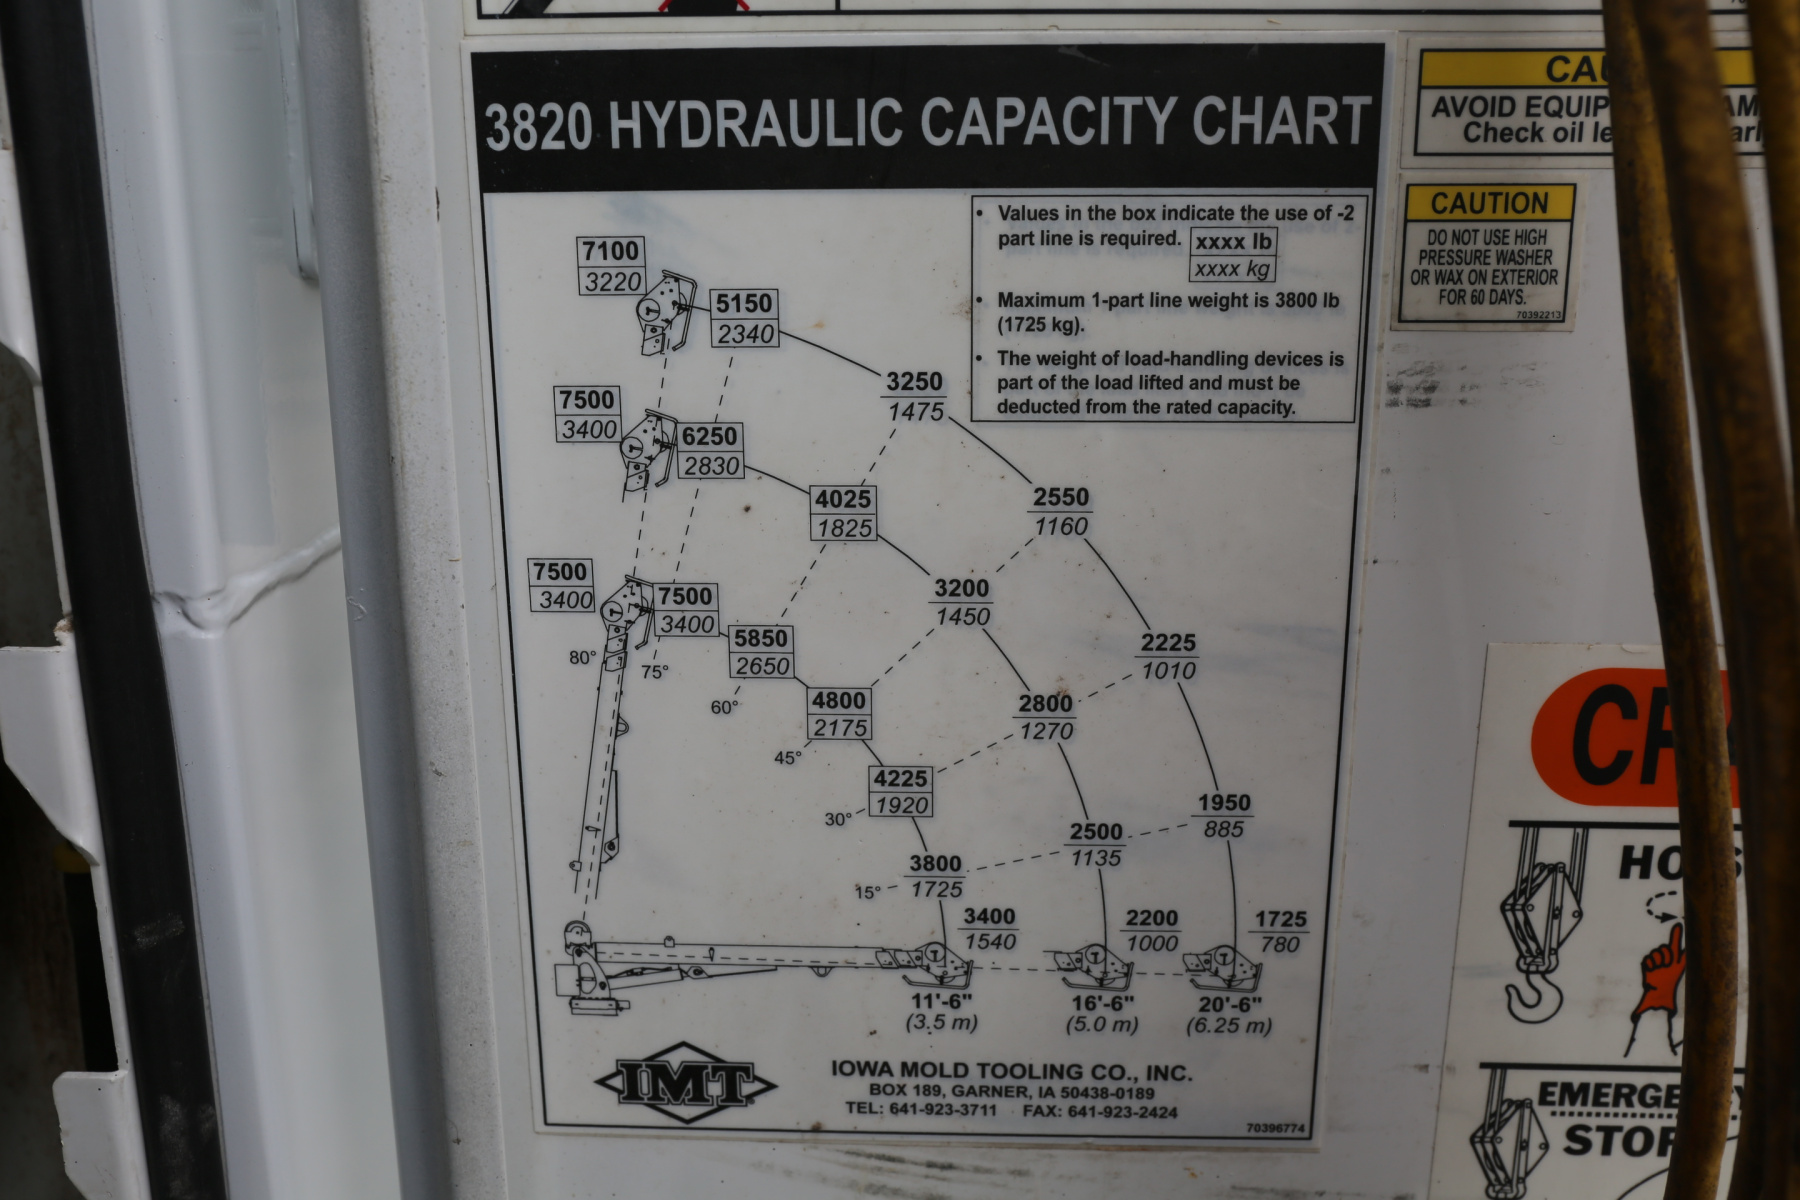 3820 HYDRAULIC CAPACITY CHART
• Values in the box indicate the use of -2
part line is required.
xxxx lb
xxxx kg
• Maximum 1-part line weight is 3800 lb
(1725 kg).
• The weight of load-handling devices is
part of the load lifted and must be
deducted from the rated capacity.
7100
3220
5150
2340
3250
1475
7500
3400
6250
2830
4025
1825
2550
1160
7500
3400
7500
3400
5850
2650
3200
1450
2225
1010
80°
75°
60°
4800
2175
2800
1270
45°
4225
1920
30°
1950
885
2500
1135
3800
1725
15°
3400
1540
2200
1000
1725
780
11'-6"
(3.5 m)
16'-6"
(5.0 m)
20'-6"
(6.25 m)
IMT
IOWA MOLD TOOLING CO., INC.
BOX 189, GARNER, IA 50438-0189
TEL: 641-923-3711 FAX: 641-923-2424
70396774
AVOID EQUIP
Check oil
CAUTION
DO NOT USE HIGH
PRESSURE WASHER
OR WAX ON EXTERIOR
FOR 60 DAYS.
70392213
STOP